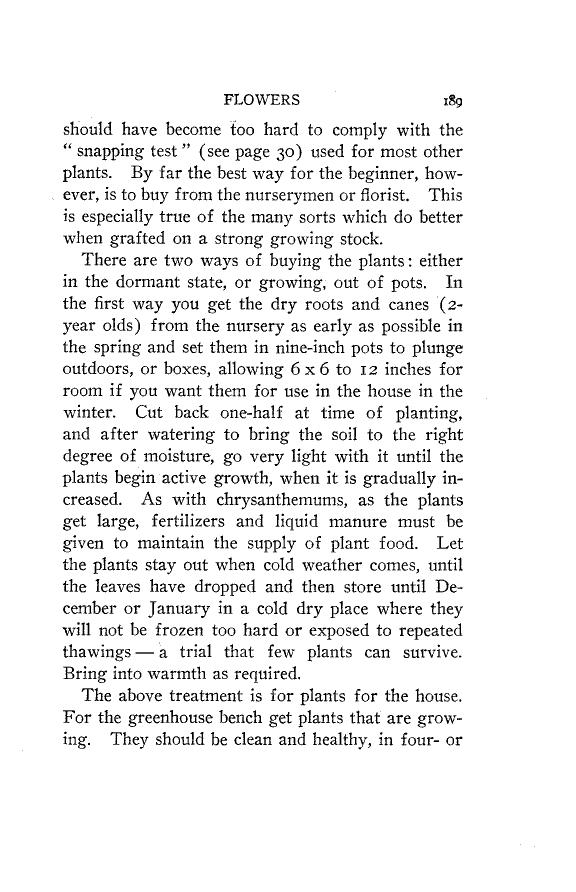 FLOWERS 189
should have become too hard to comply with the
“ snapping test ” (see page 30) used for most other
plants. By far the best way for the beginner, how-
ever, is to buy from the nurserymen or florist. This
is especially true of the many sorts which do better
when grafted on a strong growing stock.
There are two ways of buying the plants: either
in the dormant state, or growing, out of pots. In
the first way you get the dry roots and canes (2-
year olds) from the nursery as early as possible in
the spring and set them in nine-inch pots to plunge
outdoors, or boxes, allowing 6 x 6 to 12 inches for
room if you want them for use in the house in the
winter. Cut back one-half at time of planting,
and after watering to bring the soil to the right
degree of moisture, go very light with it until the
plants begin active growth, when it is gradually in-
creased. As with chrysanthemums, as the plants
get large, fertilizers and liquid manure must be
given to maintain the supply of plant food. Let
the plants stay out when cold weather comes, until
the leaves have dropped and then store until De-
cember or January in a cold dry place where they
will not be frozen too hard or exposed to repeated
thawings — a trial that few plants can survive.
Bring into warmth as required.
The above treatment is for plants for the house.
For the greenhouse bench get plants that are grow-
ing. They should be clean and healthy, in four- or